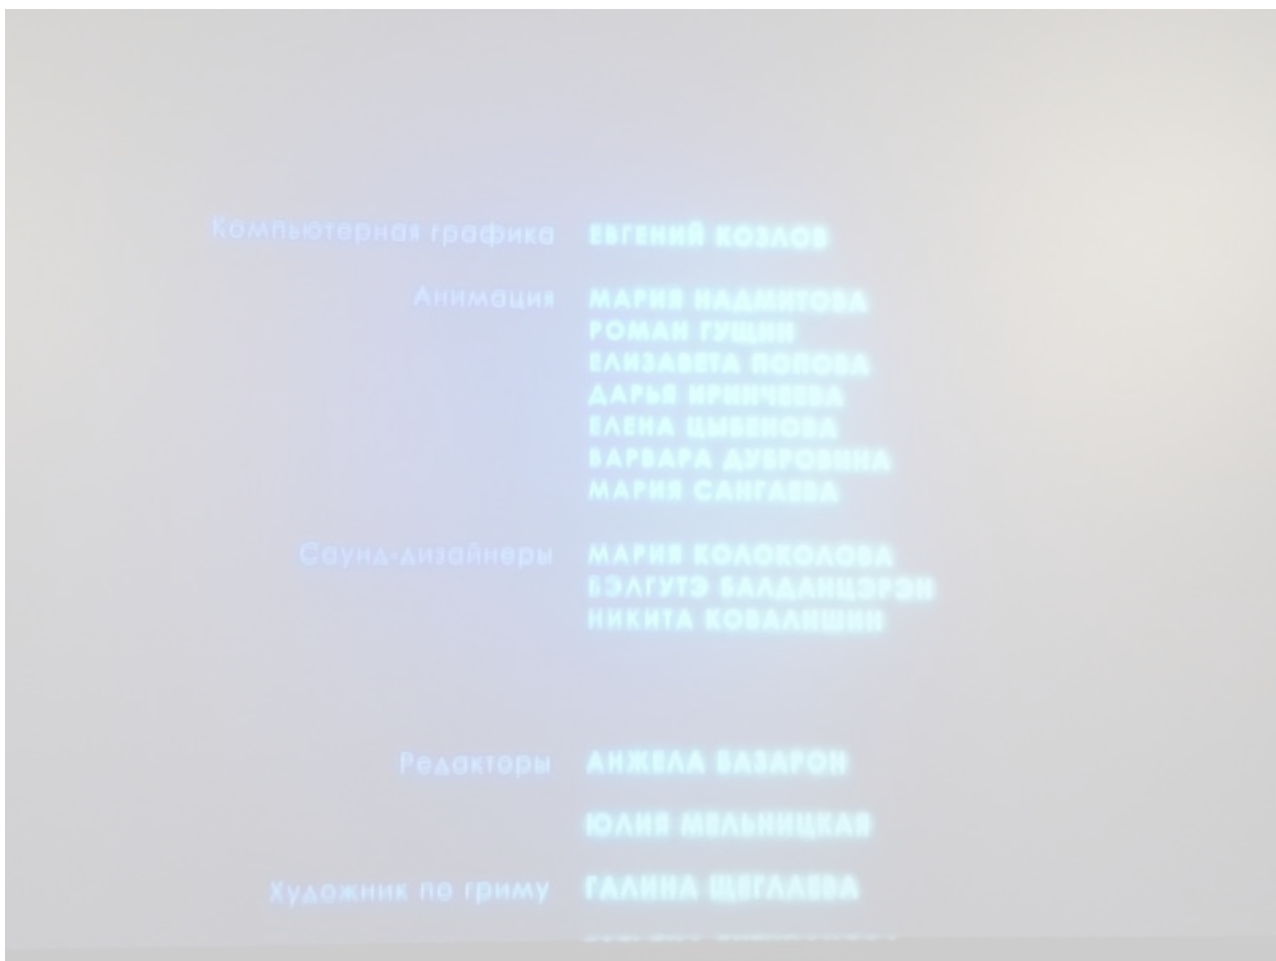 Компьютерная графика ЕВГЕНИЙ КОЗЛОВ
Анимация МАРИЯ НАДМИТОВА
РОМАН ГУЩИН
ЕЛИЗАВЕТА ПОПОВА
ДАРЬЯ ИРИНЧЕЕВА
ЕЛЕНА ЦЫБЕНОВА
ВАРВАРА ДУБРОВИНА
МАРИЯ САНГАЕВА
Саунд-дизайнеры МАРИЯ КОЛОКОЛОВА
БЭЛГУТЭ БАЛДАНЦЭРЭН
НИКИТА КОВАЛИШИН
Редакторы АНЖЕЛА БАЗАРОН
ЮЛИЯ МЕЛЬНИЦКАЯ
Художник по гриму ГАЛИНА ЩЕГЛАЕВА